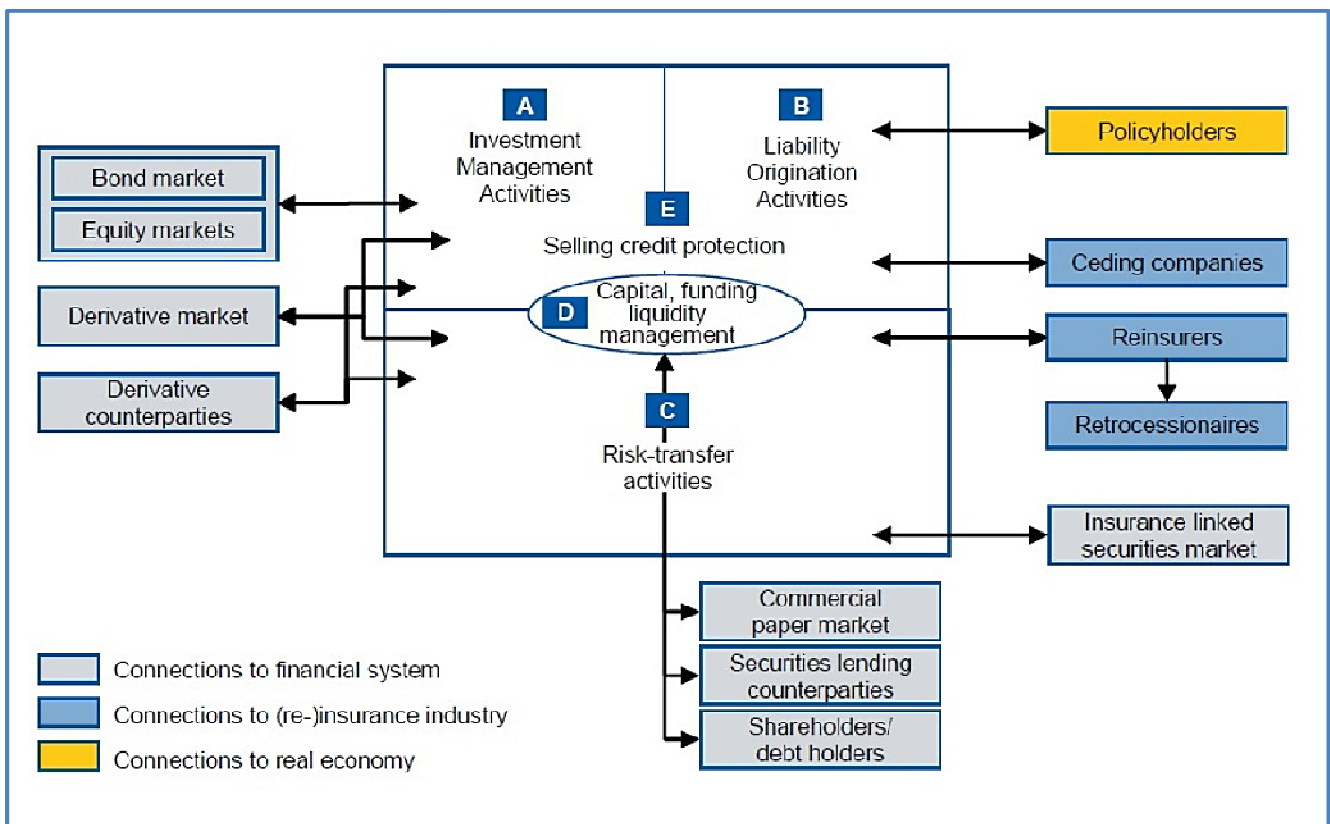 A
Investment
Management
Activities
B
Liability
Origination
Activities
E
Selling credit protection
D
Capital, funding
liquidity
management
C
Risk-transfer
activities
Bond market
Equity markets
Derivative market
Derivative
counterparties
Policyholders
Ceding companies
Reinsurers
Retrocessionaires
Insurance linked
securities market
Commercial
paper market
Securities lending
counterparties
Shareholders/
debt holders
Connections to financial system
Connections to (re-)insurance industry
Connections to real economy